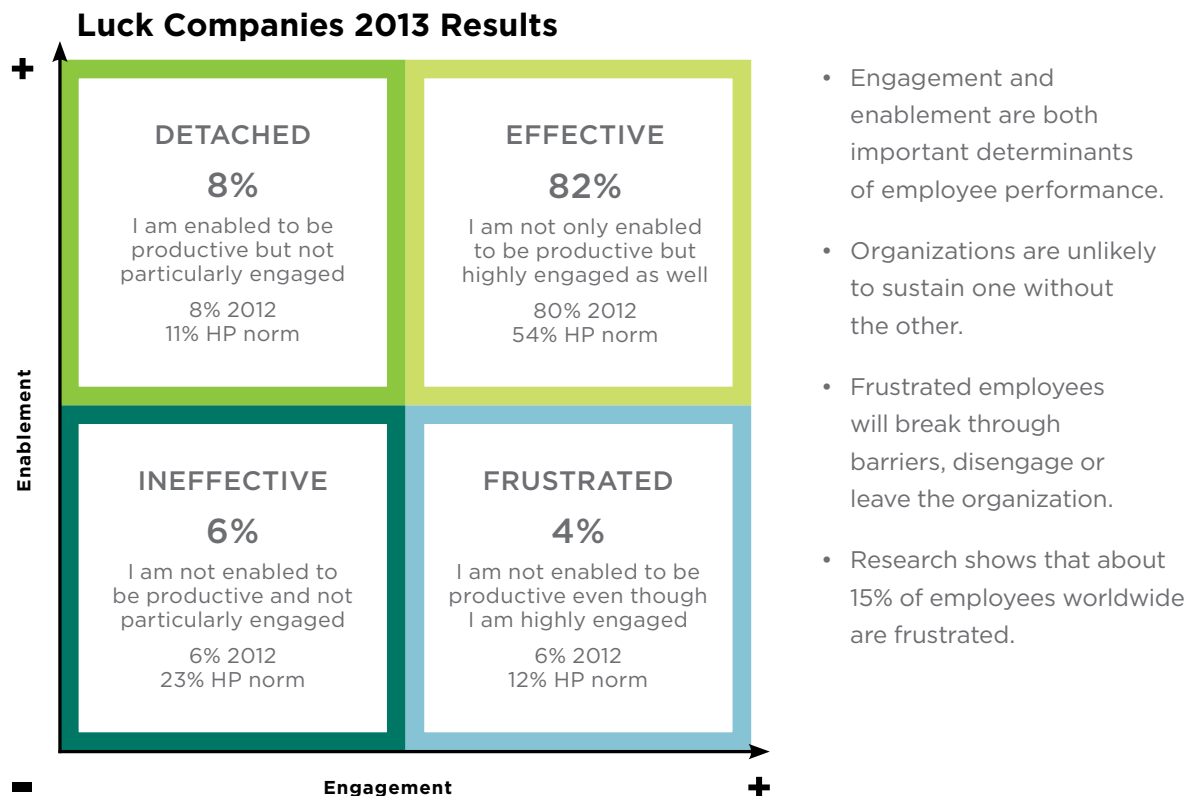 Luck Companies 2013 Results
+
DETACHED
8%
I am enabled to be
productive but not
particularly engaged
8% 2012
11% HP norm
EFFECTIVE
82%
I am not only enabled
to be productive but
highly engaged as well
80% 2012
54% HP norm
Enablement
INEFFECTIVE
6%
I am not enabled to
be productive and not
particularly engaged
6% 2012
23% HP norm
FRUSTRATED
4%
I am not enabled to be
productive even though
I am highly engaged
6% 2012
12% HP norm
-
Engagement
+
• Engagement and
enablement are both
important determinants
of employee performance.
• Organizations are unlikely
to sustain one without
the other.
• Frustrated employees
will break through
barriers, disengage or
leave the organization.
• Research shows that about
15% of employees worldwide
are frustrated.